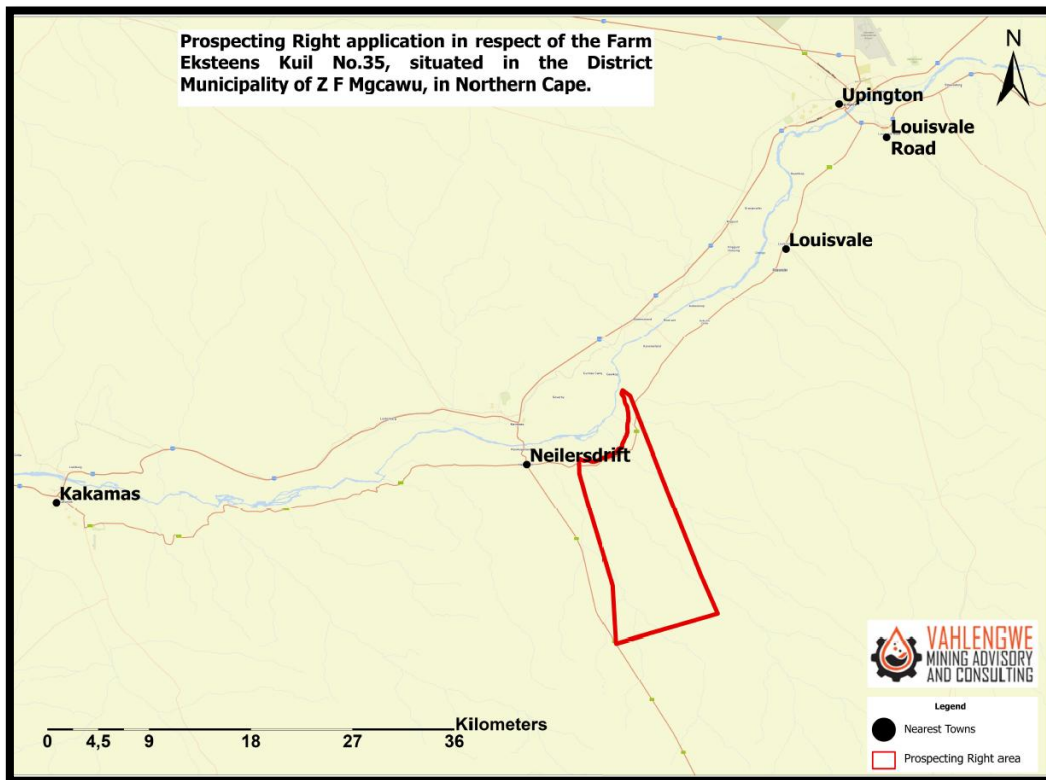 Prospecting Right application in respect of the Farm
Eksteens Kuil No.35, situated in the District
Municipality of Z F Mgcawu, in Northern Cape.
N
Upington
Louisvale
Road
Louisvale
Neilersdrift
Kakamas
VAHLENGWE
MINING ADVISORY
AND CONSULTING
Legend
Nearest Towns
Prospecting Right area
Kilometers
0 4,5 9 18 27 36